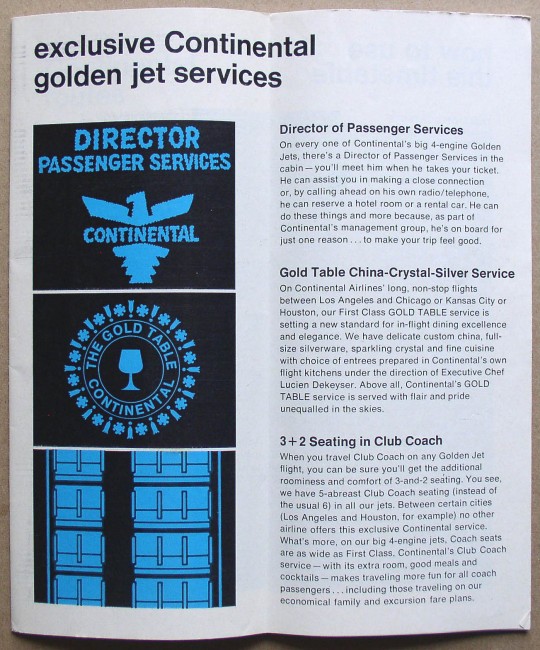 exclusive Continental
golden jet services
DIRECTOR
PASSENGER SERVICES
CONTINENTAL
THE GOLD TABLE
CONTINENTAL
Director of Passenger Services
On every one of Continental's big 4-engine Golden
Jets, there's a Director of Passenger Services in the
cabin — you'll meet him when he takes your ticket.
He can assist you in making a close connection
or, by calling ahead on his own radio/telephone,
he can reserve a hotel room or a rental car. He can
do these things and more because, as part of
Continental's management group, he's on board for
just one reason . . . to make your trip feel good.
Gold Table China-Crystal-Silver Service
On Continental Airlines' long, non-stop flights
between Los Angeles and Chicago or Kansas City or
Houston, our First Class GOLD TABLE service is
setting a new standard for in-flight dining excellence
and elegance. We have delicate custom china, full-
size silverware, sparkling crystal and fine cuisine
with choice of entrees prepared in Continental's own
flight kitchens under the direction of Executive Chef
Lucien Dekeyser. Above all, Continental's GOLD
TABLE service is served with flair and pride
unequalled in the skies.
3+2 Seating in Club Coach
When you travel Club Coach on any Golden Jet
flight, you can be sure you'll get the additional
roominess and comfort of 3-and-2 seating. You see,
we have 5-abreast Club Coach seating (instead of
the usual 6) in all our jets. Between certain cities
(Los Angeles and Houston, for example) no other
airline offers this exclusive Continental service.
What's more, on our big 4-engine jets, Coach seats
are as wide as First Class. Continental's Club Coach
service — with its extra room, good meals and
cocktails — makes traveling more fun for all coach
passengers . . . including those traveling on our
economical family and excursion fare plans.